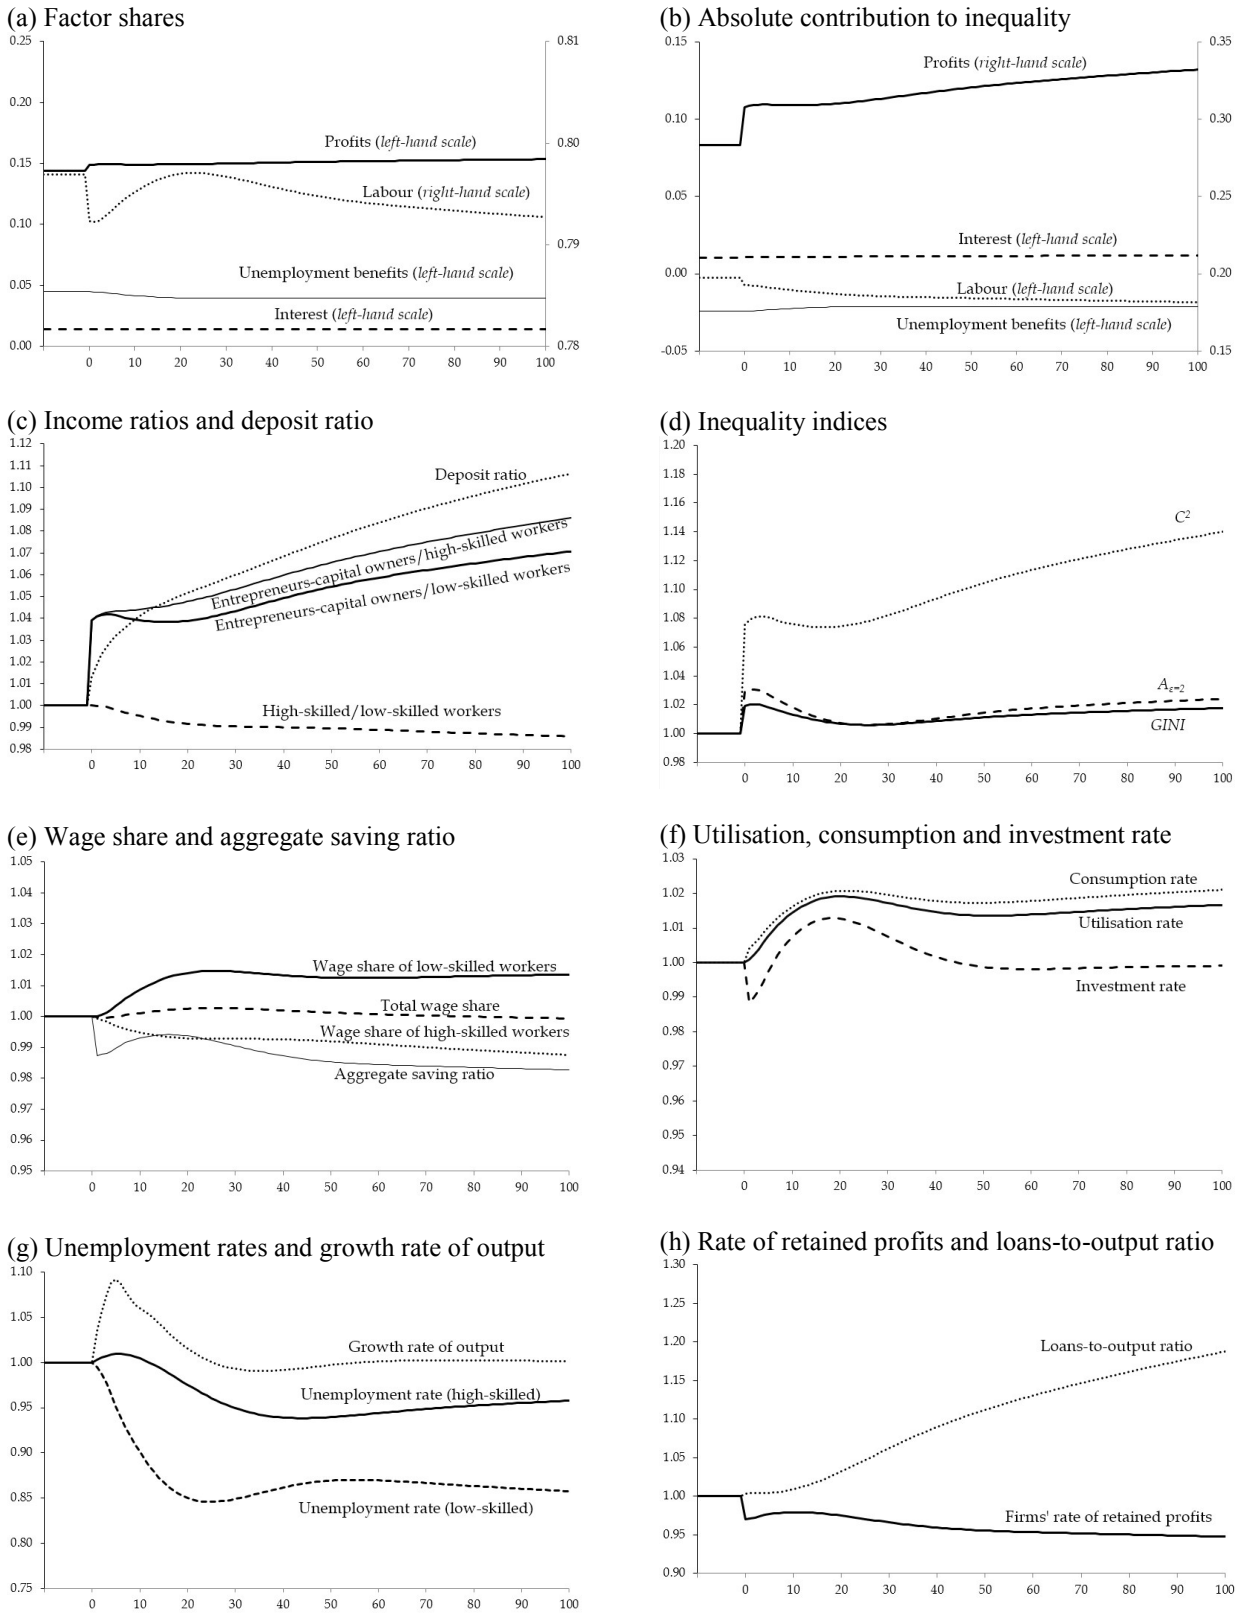 (a) Factor shares
0.25
0.20
0.15
0.10
0.05
0.00
0.81
0.80
0.79
0.78
Profits (left-hand scale)
Labour (right-hand scale)
Unemployment benefits (left-hand scale)
Interest (left-hand scale)
0 10 20 30 40 50 60 70 80 90 100
(b) Absolute contribution to inequality
0.15
0.10
0.05
0.00
-0.05
0.35
0.30
0.25
0.20
0.15
Profits (right-hand scale)
Interest (left-hand scale)
Labour (left-hand scale)
Unemployment benefits (left-hand scale)
0 10 20 30 40 50 60 70 80 90 100
(c) Income ratios and deposit ratio
1.12
1.11
1.10
1.09
1.08
1.07
1.06
1.05
1.04
1.03
1.02
1.01
1.00
0.99
0.98
Deposit ratio
Entrepreneurs-capital owners/high-skilled workers
Entrepreneurs-capital owners/low-skilled workers
High-skilled/low-skilled workers
0 10 20 30 40 50 60 70 80 90 100
(d) Inequality indices
1.20
1.18
1.16
1.14
1.12
1.10
1.08
1.06
1.04
1.02
1.00
0.98
C²
Aε=2
GINI
0 10 20 30 40 50 60 70 80 90 100
(e) Wage share and aggregate saving ratio
1.05
1.04
1.03
1.02
1.01
1.00
0.99
0.98
0.97
0.96
0.95
Wage share of low-skilled workers
Total wage share
Wage share of high-skilled workers
Aggregate saving ratio
0 10 20 30 40 50 60 70 80 90 100
(f) Utilisation, consumption and investment rate
1.03
1.02
1.01
1.00
0.99
0.98
0.97
0.96
0.95
0.94
Consumption rate
Utilisation rate
Investment rate
0 10 20 30 40 50 60 70 80 90 100
(g) Unemployment rates and growth rate of output
1.10
1.05
1.00
0.95
0.90
0.85
0.80
0.75
Growth rate of output
Unemployment rate (high-skilled)
Unemployment rate (low-skilled)
0 10 20 30 40 50 60 70 80 90 100
(h) Rate of retained profits and loans-to-output ratio
1.30
1.25
1.20
1.15
1.10
1.05
1.00
0.95
0.90
Loans-to-output ratio
Firms' rate of retained profits
0 10 20 30 40 50 60 70 80 90 100